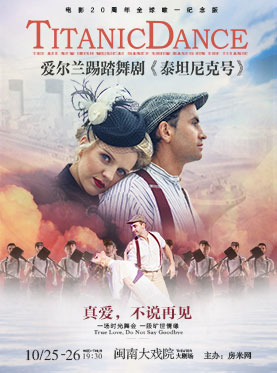 电影20周年全球唯一纪念版
TITANICDANCE
爱尔兰踢踏舞剧《泰坦尼克号》
真爱，不说再见
一场时光舞会 一段旷世情缘
True Love, Do Not Say Goodbye
10/25-26 19:30 闽南大戏院 大剧场 主办：房米网